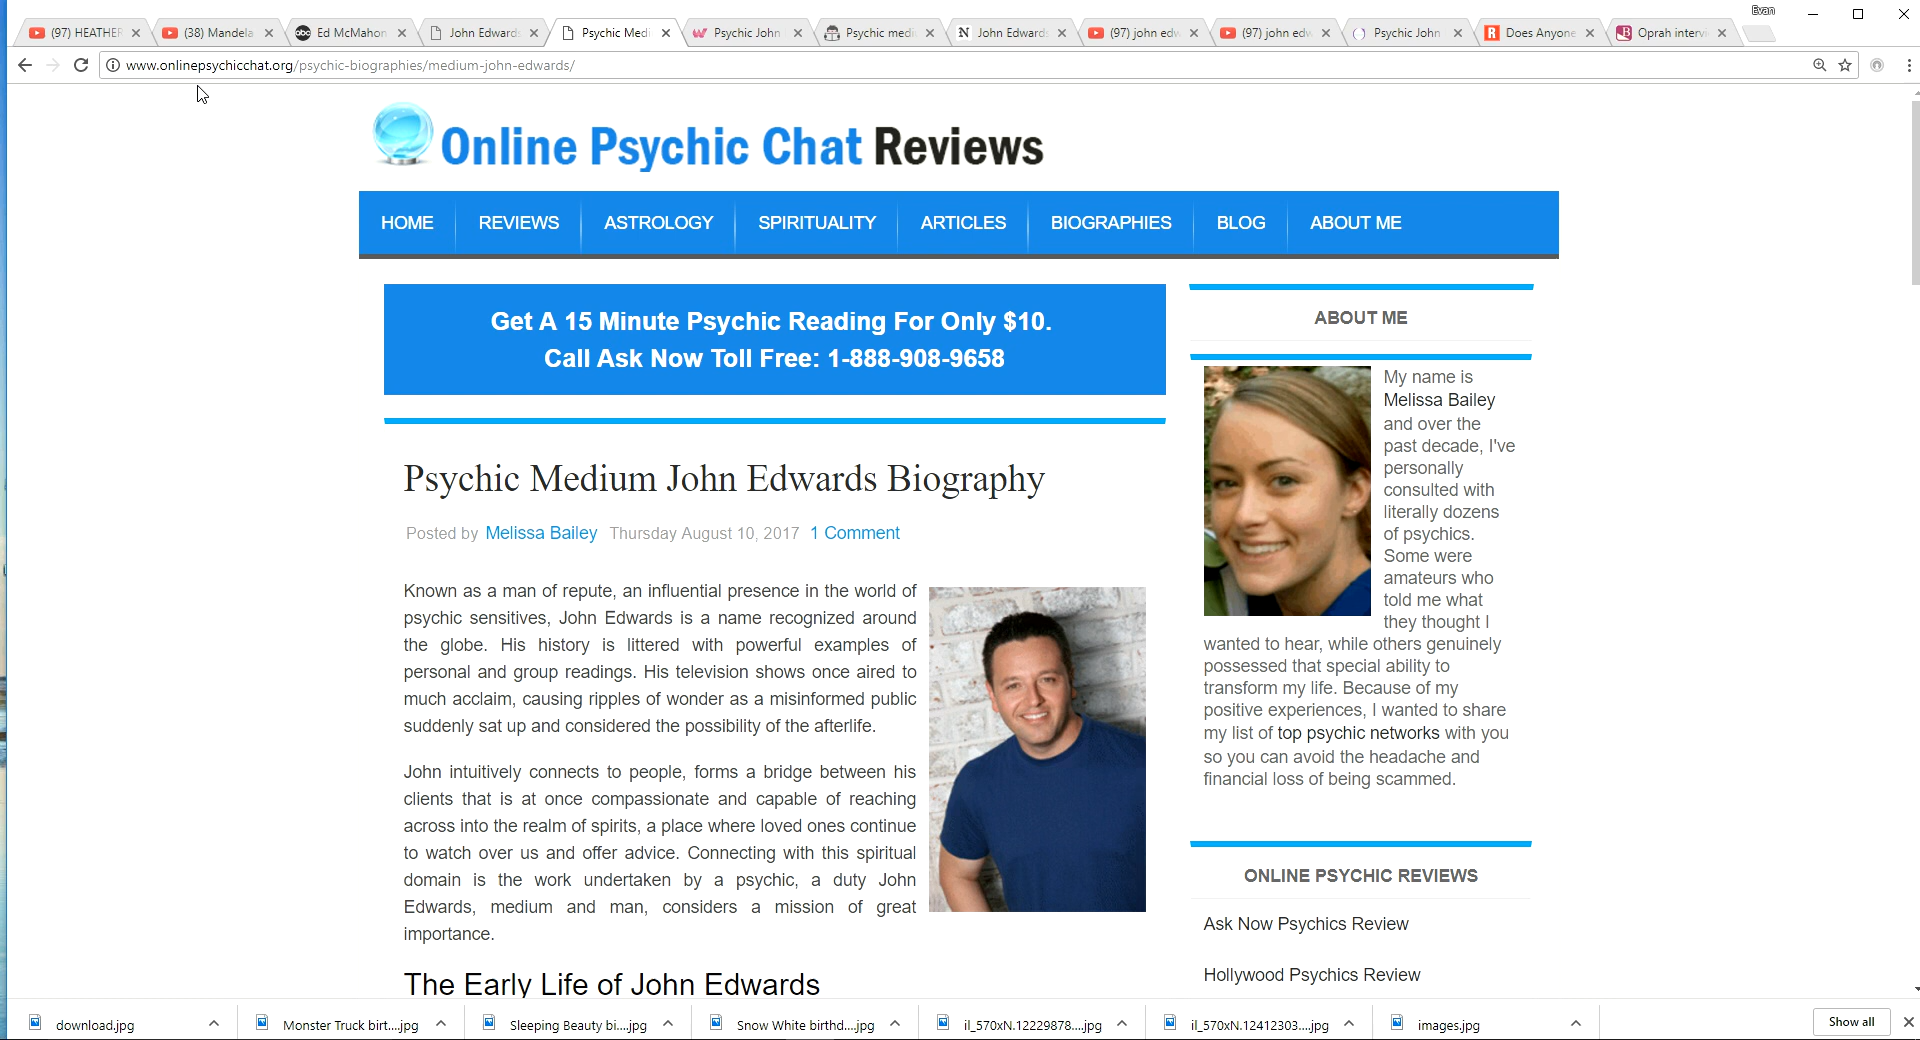 Evan
(97) HEATHER
(38) Mandela
Ed McMahon
John Edwards
Psychic Medi
Psychic John
Psychic medi
John Edwards
(97) john edw
(97) john edw
Psychic John
Does Anyone
Oprah intervi
www.onlinepsychicchat.org/psychic-biographies/medium-john-edwards/
Online Psychic Chat Reviews
HOME
REVIEWS
ASTROLOGY
SPIRITUALITY
ARTICLES
BIOGRAPHIES
BLOG
ABOUT ME
Get A 15 Minute Psychic Reading For Only $10.
Call Ask Now Toll Free: 1-888-908-9658
Psychic Medium John Edwards Biography
Posted by Melissa Bailey Thursday August 10, 2017 1 Comment
Known as a man of repute, an influential presence in the world of
psychic sensitives, John Edwards is a name recognized around
the globe. His history is littered with powerful examples of
personal and group readings. His television shows once aired to
much acclaim, causing ripples of wonder as a misinformed public
suddenly sat up and considered the possibility of the afterlife.
John intuitively connects to people, forms a bridge between his
clients that is at once compassionate and capable of reaching
across into the realm of spirits, a place where loved ones continue
to watch over us and offer advice. Connecting with this spiritual
domain is the work undertaken by a psychic, a duty John
Edwards, medium and man, considers a mission of great
importance.
The Early Life of John Edwards
ABOUT ME
My name is
Melissa Bailey
and over the
past decade, I've
personally
consulted with
literally dozens
of psychics.
Some were
amateurs who
told me what
they thought I
wanted to hear, while others genuinely
possessed that special ability to
transform my life. Because of my
positive experiences, I wanted to share
my list of top psychic networks with you
so you can avoid the headache and
financial loss of being scammed.
ONLINE PSYCHIC REVIEWS
Ask Now Psychics Review
Hollywood Psychics Review
download.jpg
Monster Truck birt....jpg
Sleeping Beauty bi....jpg
Snow White birthd....jpg
il_570xN.12229878....jpg
il_570xN.12412303....jpg
images.jpg
Show all